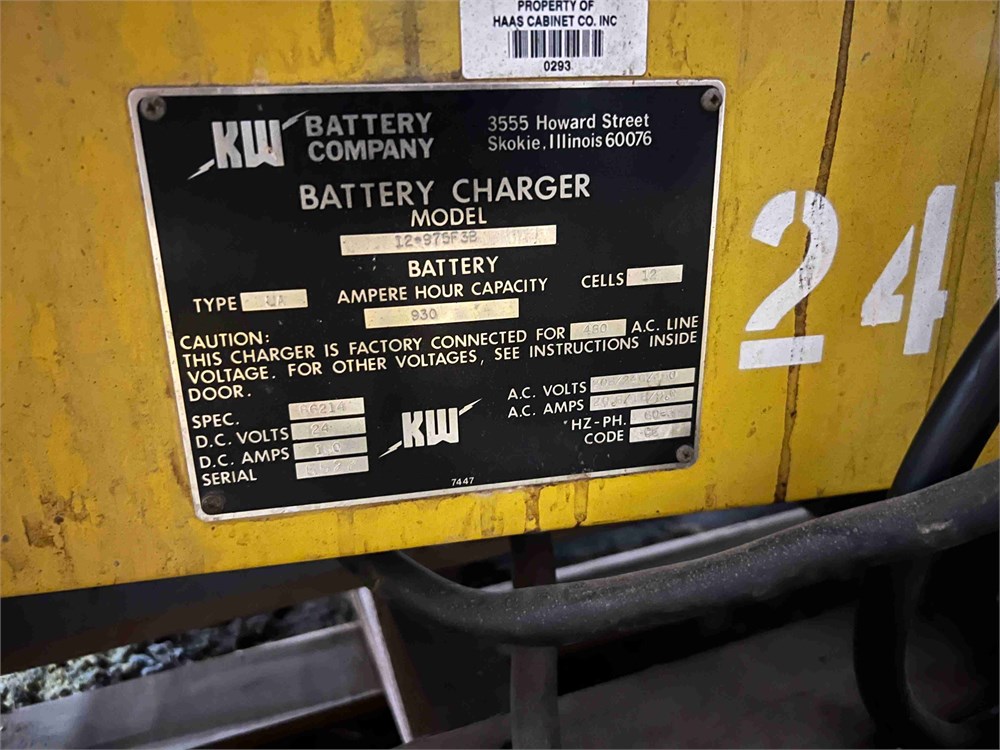 PROPERTY OF
HAAS CABINET CO. INC
0293
KW BATTERY COMPANY
3555 Howard Street
Skokie, Illinois 60076
BATTERY CHARGER
MODEL
12-975F3B
BATTERY
TYPE UA
AMPERE HOUR CAPACITY
930
CELLS 12
CAUTION:
THIS CHARGER IS FACTORY CONNECTED FOR 480 A.C. LINE
VOLTAGE. FOR OTHER VOLTAGES, SEE INSTRUCTIONS INSIDE
DOOR.
SPEC.
D.C. VOLTS 24
D.C. AMPS
SERIAL
KW
A.C. VOLTS
A.C. AMPS
HZ-PH.
CODE
7447
24